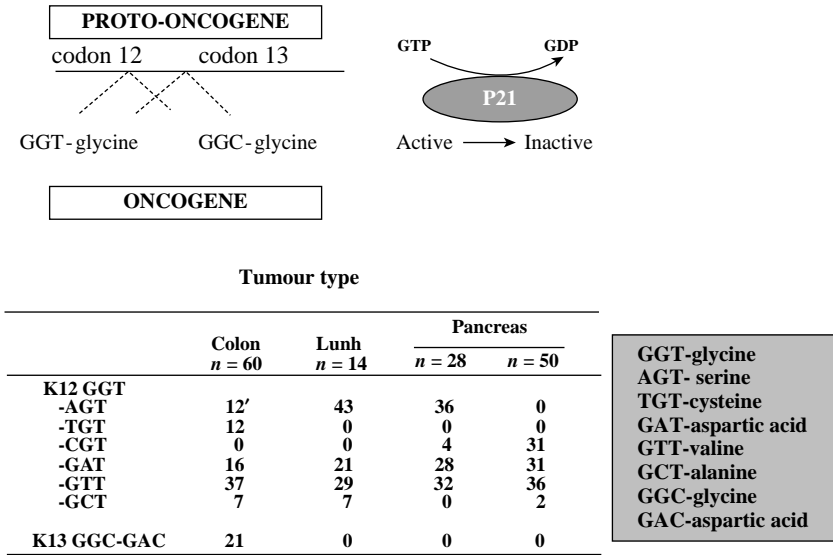 PROTO-ONCOGENE
codon 12 codon 13
GGT-glycine GGC-glycine
ONCOGENE
GTP GDP
P21
Active Inactive
Tumour type
Pancreas
Colon Lunh
n = 60 n = 14 n = 28 n = 50
K12 GGT
-AGT 12′ 43 36 0
-TGT 12 0 0 0
-CGT 0 0 4 31
-GAT 16 21 28 31
-GTT 37 29 32 36
-GCT 7 7 0 2
K13 GGC-GAC 21 0 0 0
GGT-glycine
AGT- serine
TGT-cysteine
GAT-aspartic acid
GTT-valine
GCT-alanine
GGC-glycine
GAC-aspartic acid